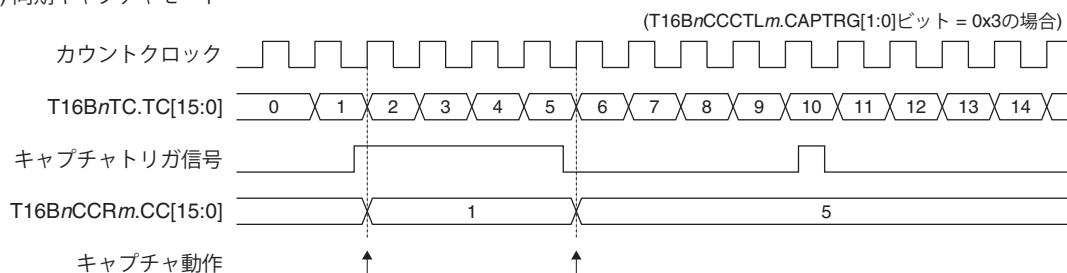 ) 同期キャプチャモード
(T16BnCCCTLm.CAPTRG[1:0]ビット = 0x3の場合)
カウントクロック
T16BnTC.TC[15:0] 0 1 2 3 4 5 6 7 8 9 10 11 12 13 14
キャプチャトリガ信号
T16BnCCRm.CC[15:0] 1 5
キャプチャ動作